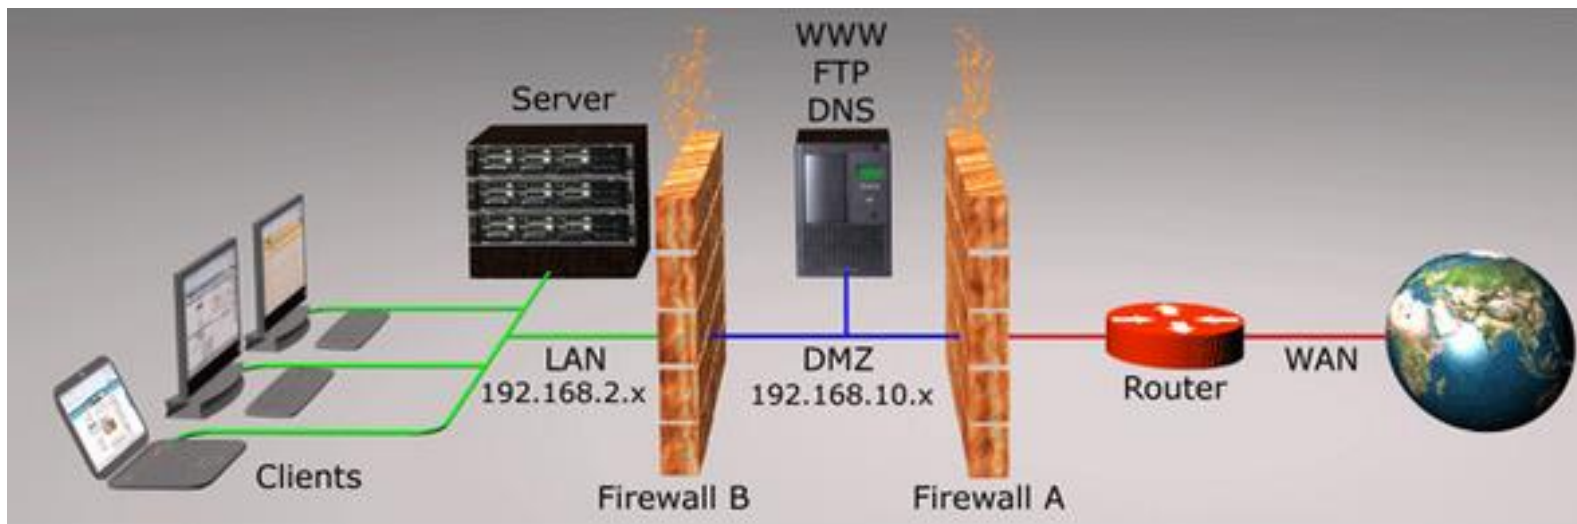 WWW
FTP
DNS
Server
LAN
192.168.2.x
DMZ
192.168.10.x
Router
WAN
Clients
Firewall B
Firewall A